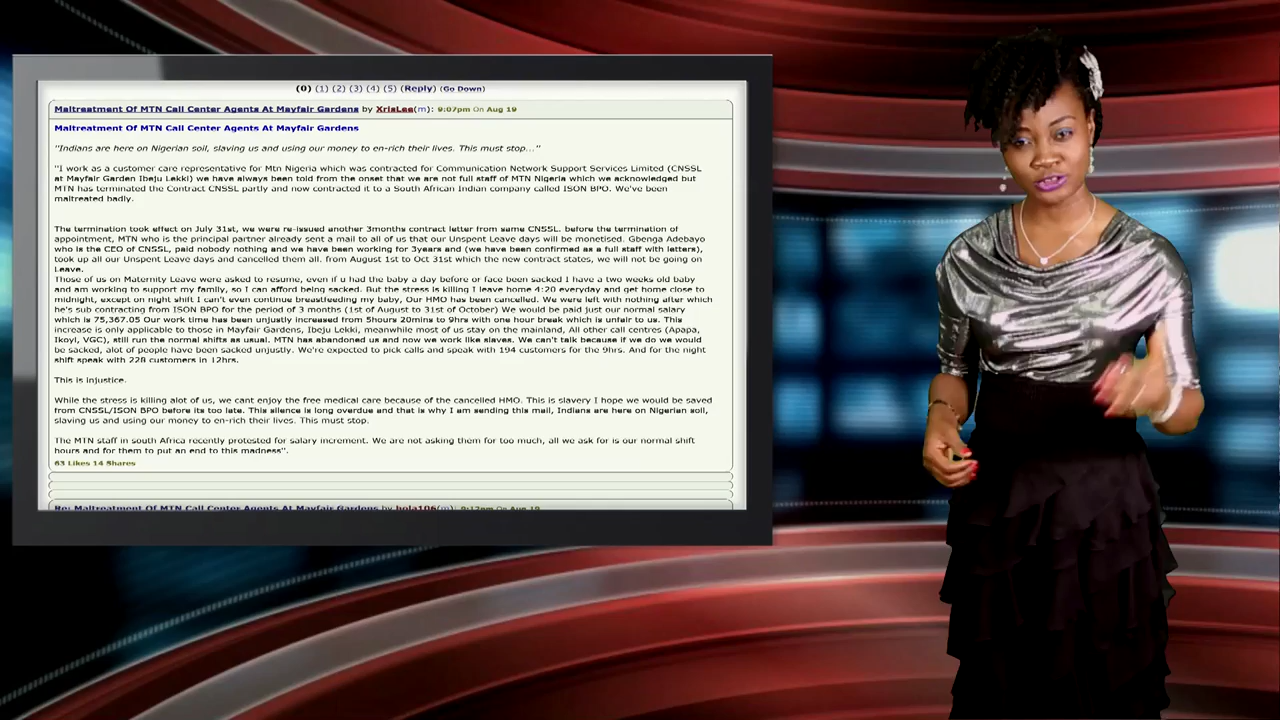 (0) (1) (2) (3) (4) (5) (Reply) (Go Down)
Maltreatment Of MTN Call Center Agents At Mayfair Gardens by XrisLee(m): 9:07pm On Aug 19
Maltreatment Of MTN Call Center Agents At Mayfair Gardens
"Indians are here on Nigerian soil, slaving us and using our money to en-rich their lives. This must stop..."
"I work as a customer care representative for Mtn Nigeria which was contracted for Communication Network Support Services Limited (CNSSL
at Mayfair Garden Ibeju Lekki) we have always been told from the onset that we are not full staff of MTN Nigeria which we acknowledged but
MTN has terminated the Contract CNSSL partly and now contracted it to a South African Indian company called ISON BPO. We've been
maltreated badly.
The termination took effect on July 31st, we were re-issued another 3months contract letter from same CNSSL. before the termination of
appointment, MTN who is the principal partner already sent a mail to all of us that our Unspent Leave days will be monetised. Gbenga Adebayo
who is the CEO of CNSSL, paid nobody nothing and we have been working for 3years and (we have been confirmed as a full staff with letters),
took up all our Unspent Leave days and cancelled them all. from August 1st to Oct 31st which the new contract states, we will not be going on
Leave.
Those of us on Maternity Leave were asked to resume, even if u had the baby a day before or face been sacked I have a two weeks old baby
and am working to support my family, so I can afford being sacked. But the stress is killing I leave home 4:20 everyday and get home close to
midnight, except on night shift I can't even continue breastfeeding my baby, Our HMO has been cancelled. We were left with nothing after which
he's sub contracting from ISON BPO for the period of 3 months (1st of August to 31st of October) We would be paid just our normal salary
which is 75,367.05 Our work time has been unjustly increased from 5hours 20mins to 9hrs with one hour break which is unfair to us. This
increase is only applicable to those in Mayfair Gardens, Ibeju Lekki, meanwhile most of us stay on the mainland, All other call centres (Apapa,
Ikoyi, VGC), still run the normal shifts as usual. MTN has abandoned us and now we work like slaves. We can't talk because if we do we would
be sacked, alot of people have been sacked unjustly. We're expected to pick calls and speak with 194 customers for the 9hrs. And for the night
shift speak with 228 customers in 12hrs.
This is injustice.
While the stress is killing alot of us, we cant enjoy the free medical care because of the cancelled HMO. This is slavery I hope we would be saved
from CNSSL/ISON BPO before its too late. This silence is long overdue and that is why I am sending this mail, Indians are here on Nigerian soil,
slaving us and using our money to en-rich their lives. This must stop.
The MTN staff in south Africa recently protested for salary increment. We are not asking them for too much, all we ask for is our normal shift
hours and for them to put an end to this madness".
63 Likes 14 Shares
Re: Maltreatment Of MTN Call Center Agents At Mayfair Gardens by bola106(m): 9:12pm On Aug 19